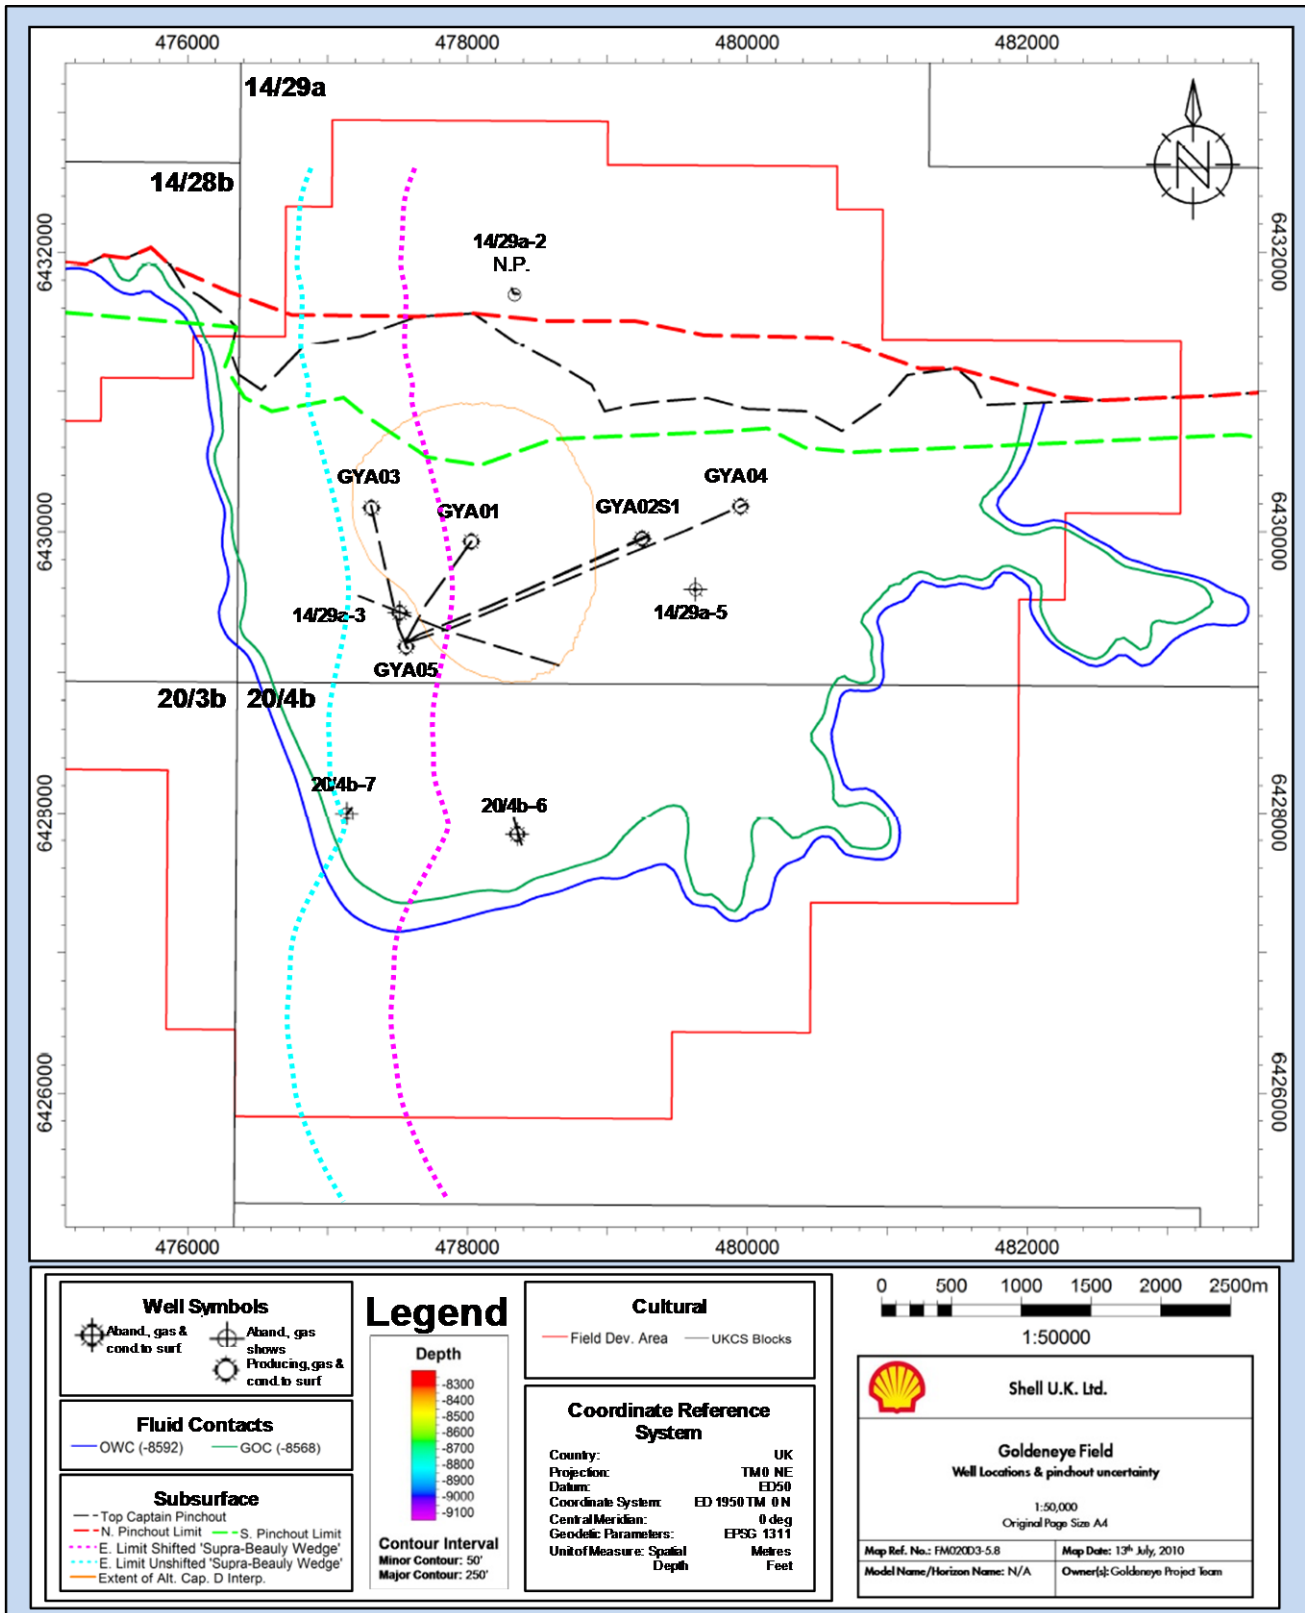 476000 478000 480000 482000
14/29a
14/28b
14/29a-2
N.P.
6432000 6432000
GYA03 GYA01 GYA02S1 GYA04
6430000 6430000
14/29a-3 14/29a-5
GYA05
20/3b 20/4b
20/4b-7 20/4b-6
6428000 6428000
6426000 6426000
476000 478000 480000 482000
Well Symbols
Aband., gas &
cond. to surf
Aband., gas
shows
Producing, gas &
cond. to surf
Fluid Contacts
OWC (-8592) GOC (-8568)
Subsurface
Top Captain Pinchout
N. Pinchout Limit S. Pinchout Limit
E. Limit Shifted 'Supra-Beauly Wedge'
E. Limit Unshifted 'Supra-Beauly Wedge'
Extent of Alt. Cap. D Interp.
Legend
Depth
-8300
-8400
-8500
-8600
-8700
-8800
-8900
-9000
-9100
Contour Interval
Minor Contour: 50'
Major Contour: 250'
Cultural
Field Dev. Area UKCS Blocks
Coordinate Reference
System
Country: UK
Projection: TM0 NE
Datum: ED50
Coordinate System: ED 1950 TM 0 N
Central Meridian: 0 deg
Geodetic Parameters: EPSG 1311
Unit of Measure: Spatial Metres
Depth Feet
0 500 1000 1500 2000 2500m
1:50000
Shell U.K. Ltd.
Goldeneye Field
Well Locations & pinchout uncertainty
1:50,000
Original Page Size A4
Map Ref. No.: FM020D3-5.8 Map Date: 13th July, 2010
Model Name/Horizon Name: N/A Owner(s): Goldeneye Project Team